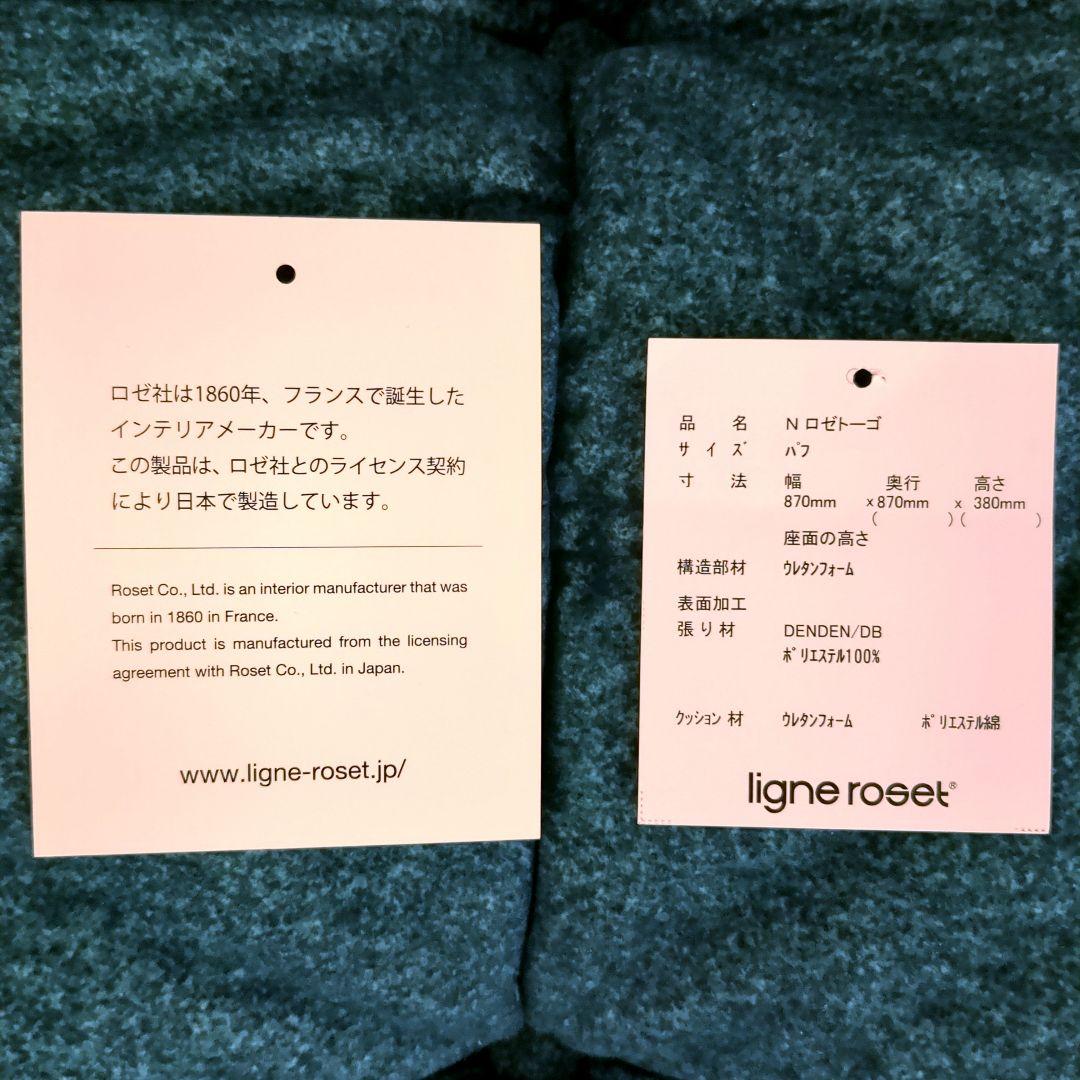 ロゼ社は1860年、フランスで誕生した
インテリアメーカーです。
この製品は、ロゼ社とのライセンス契約
により日本で製造しています。
Roset Co., Ltd. is an interior manufacturer that was
born in 1860 in France.
This product is manufactured from the licensing
agreement with Roset Co., Ltd. in Japan.
www.ligne-roset.jp/
品 名 N ロゼトーゴ
サ イ ズ パフ
寸 法 幅 奥行 高さ
870mm x 870mm x 380mm
( ) ( )
座面の高さ
構造部材 ウレタンフォーム
表面加工
張り材 DENDEN/DB
ポリエステル100%
クッション材 ウレタンフォーム ポリエステル綿
ligne roset®